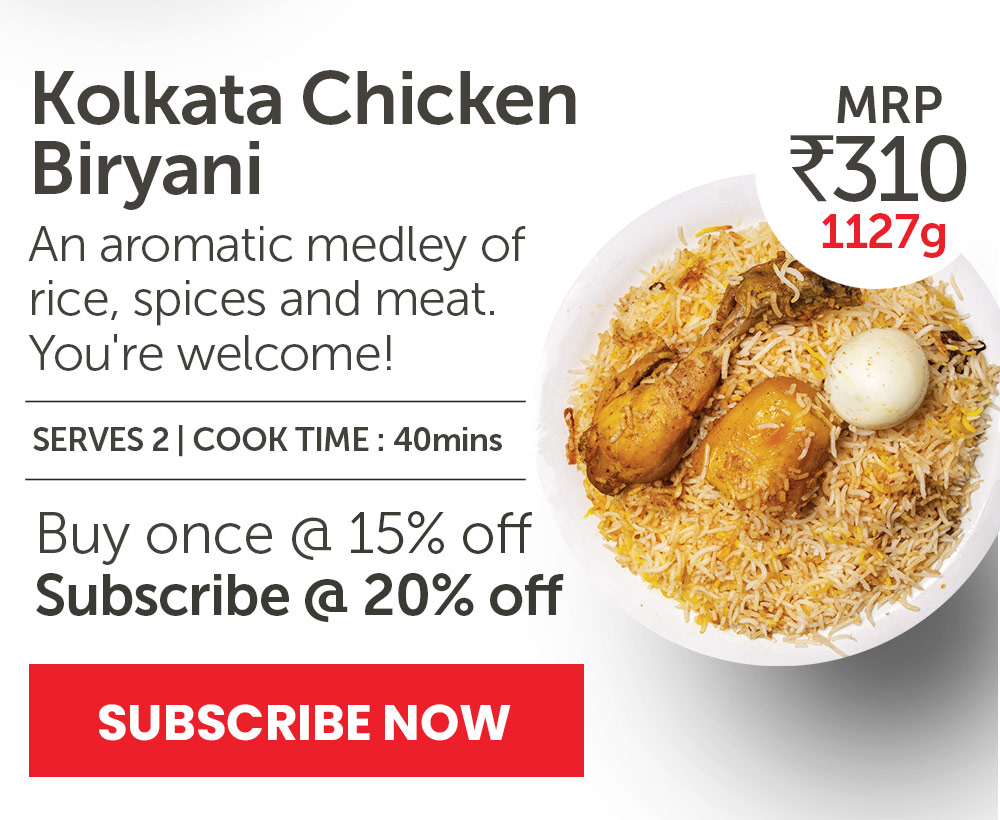 Kolkata Chicken
Biryani
An aromatic medley of
rice, spices and meat.
You're welcome!
SERVES 2 | COOK TIME : 40mins
Buy once @ 15% off
Subscribe @ 20% off
SUBSCRIBE NOW
MRP
₹310
1127g